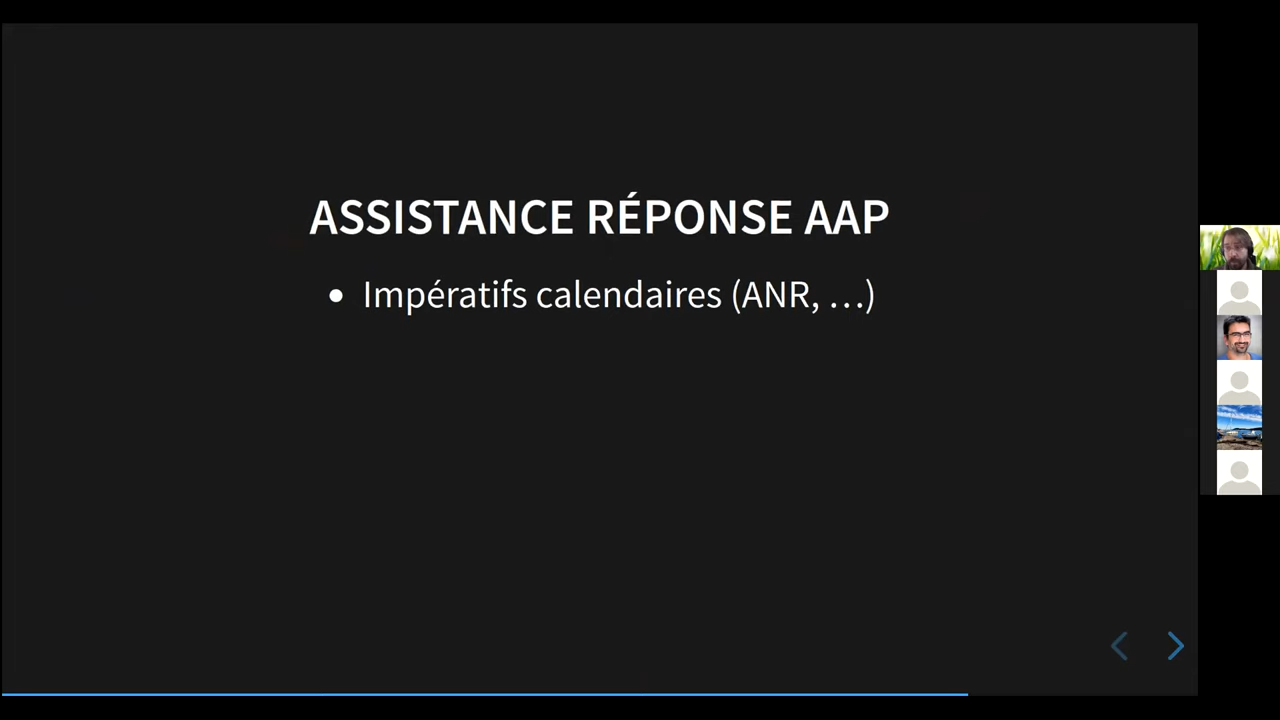 ASSISTANCE RÉPONSE AAP
• Impératifs calendaires (ANR, …)